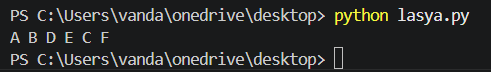 PS C:\Users\vanda\onedrive\desktop> python lasya.py
A B D E C F
PS C:\Users\vanda\onedrive\desktop>